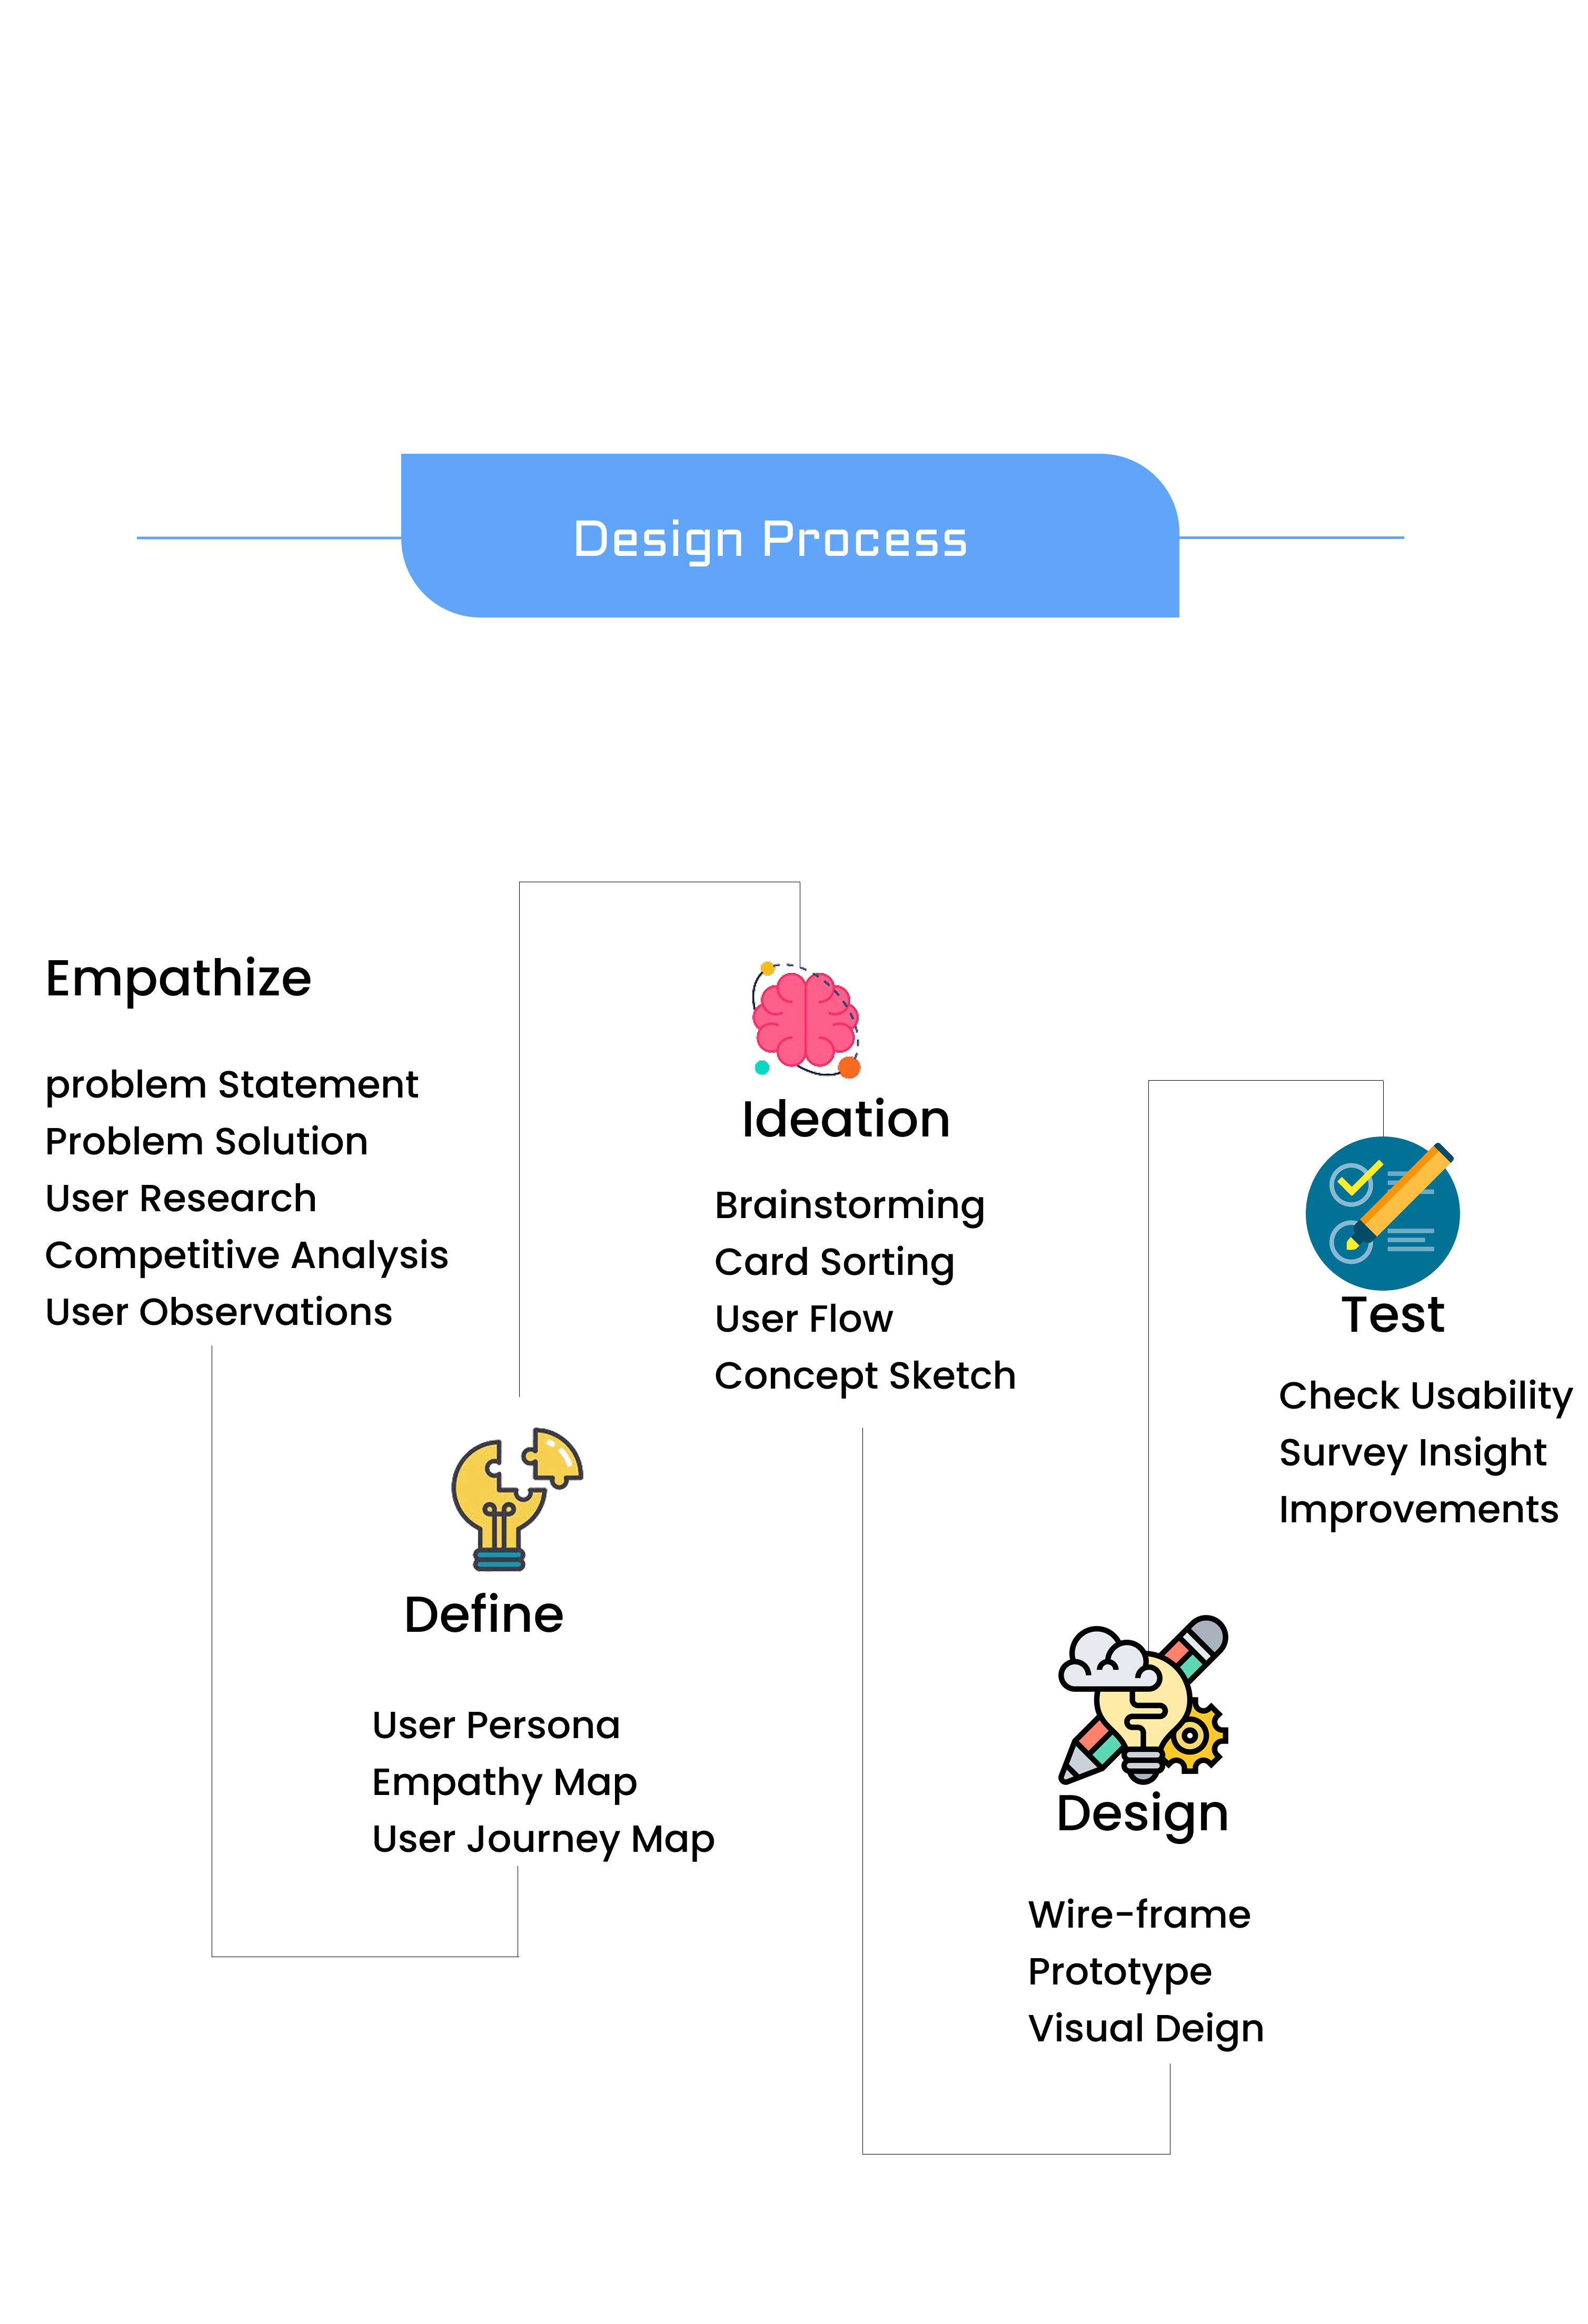 Design Process
Empathize
problem Statement
Problem Solution
User Research
Competitive Analysis
User Observations
Define
User Persona
Empathy Map
User Journey Map
Ideation
Brainstorming
Card Sorting
User Flow
Concept Sketch
Design
Wire-frame
Prototype
Visual Deign
Test
Check Usability
Survey Insight
Improvements